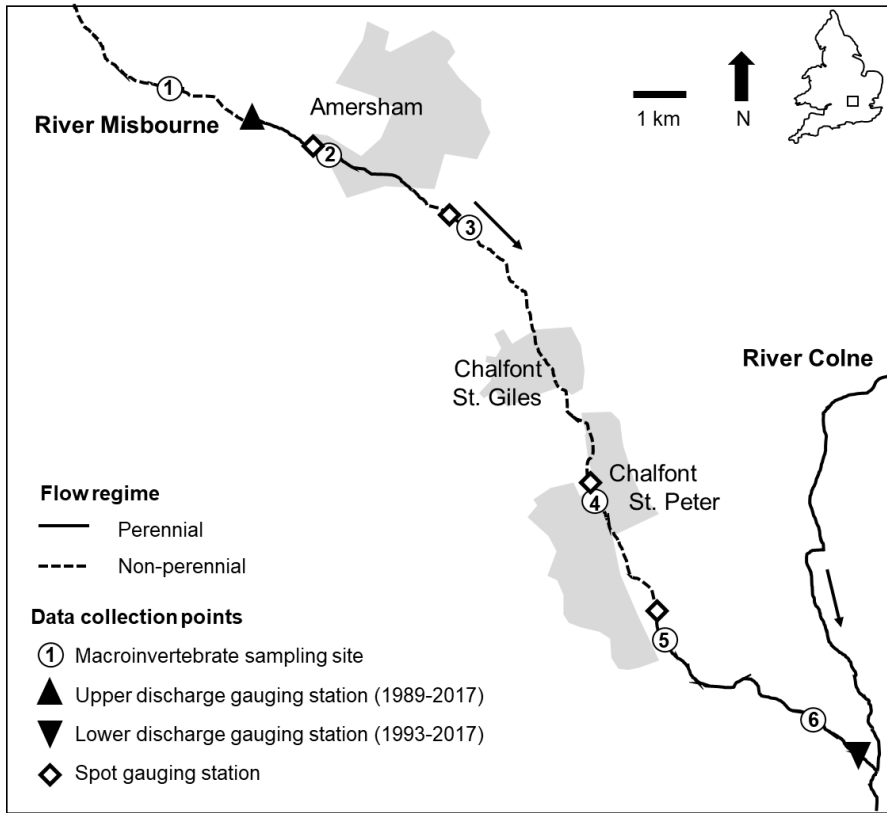 1
Amersham
1 km
N
River Misbourne
2
3
River Colne
Chalfont
St. Giles
Chalfont
St. Peter
4
5
6
Flow regime
Perennial
Non-perennial
Data collection points
1 Macroinvertebrate sampling site
Upper discharge gauging station (1989-2017)
Lower discharge gauging station (1993-2017)
Spot gauging station